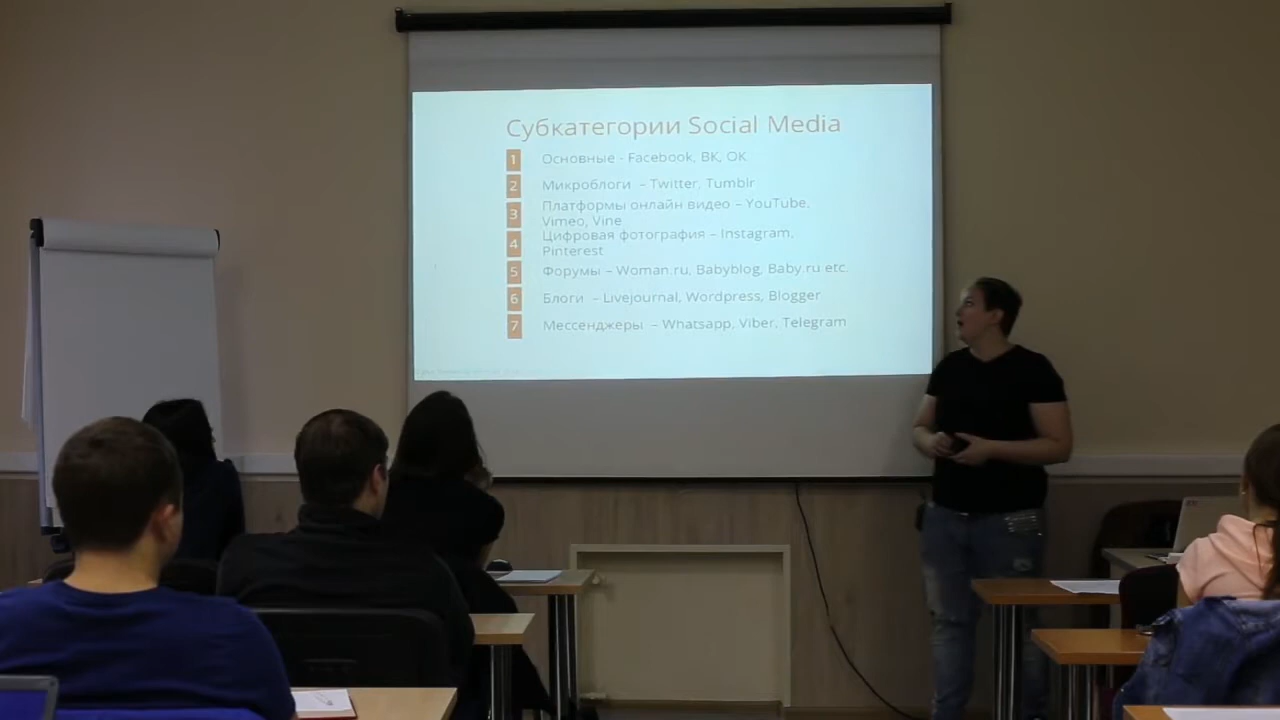 Субкатегории Social Media
1 Основные - Facebook, ВК, ОК
2 Микроблоги – Twitter, Tumblr
3 Платформы онлайн видео – YouTube,
Vimeo, Vine
4 Цифровая фотография – Instagram,
Pinterest
5 Форумы – Woman.ru, Babyblog, Baby.ru etc.
6 Блоги – Livejournal, Wordpress, Blogger
7 Мессенджеры – Whatsapp, Viber, Telegram